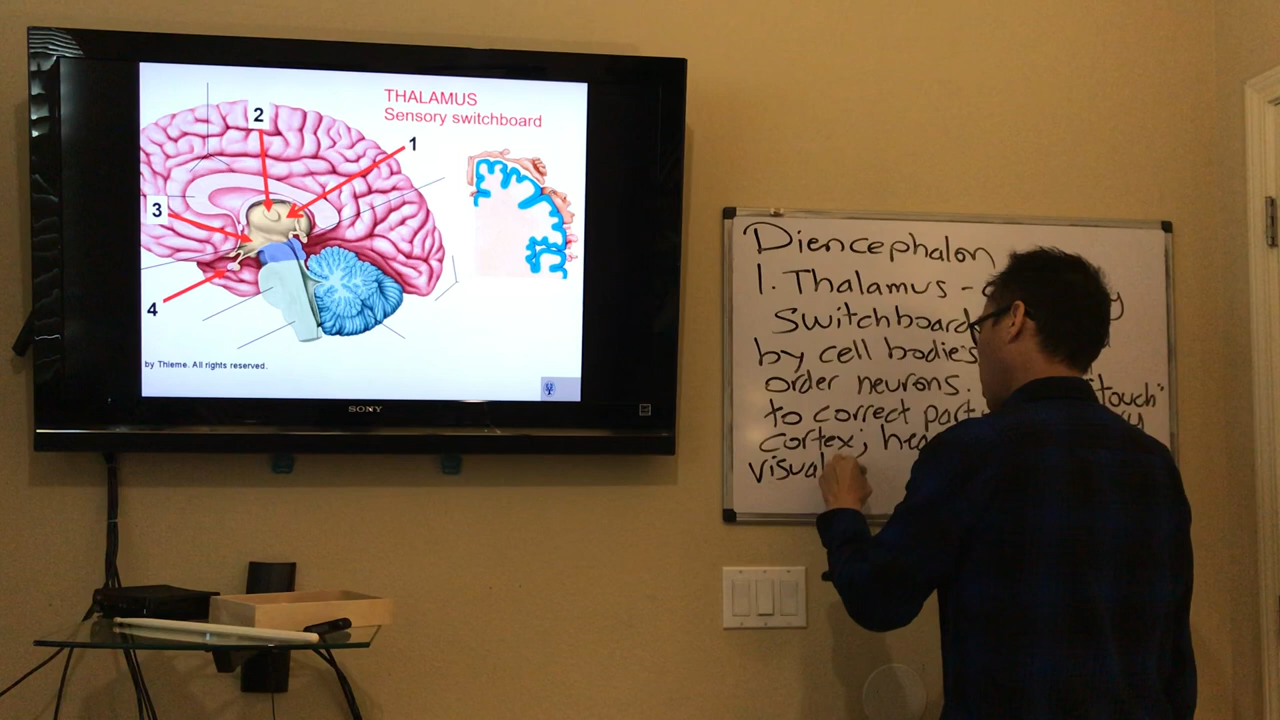 THALAMUS
Sensory switchboard
2
1
3
4
by Thieme. All rights reserved.
SONY
Diencephalon
1. Thalamus -
Switchboard
by cell bodies
order neurons. "touch"
to correct part
cortex;
visual